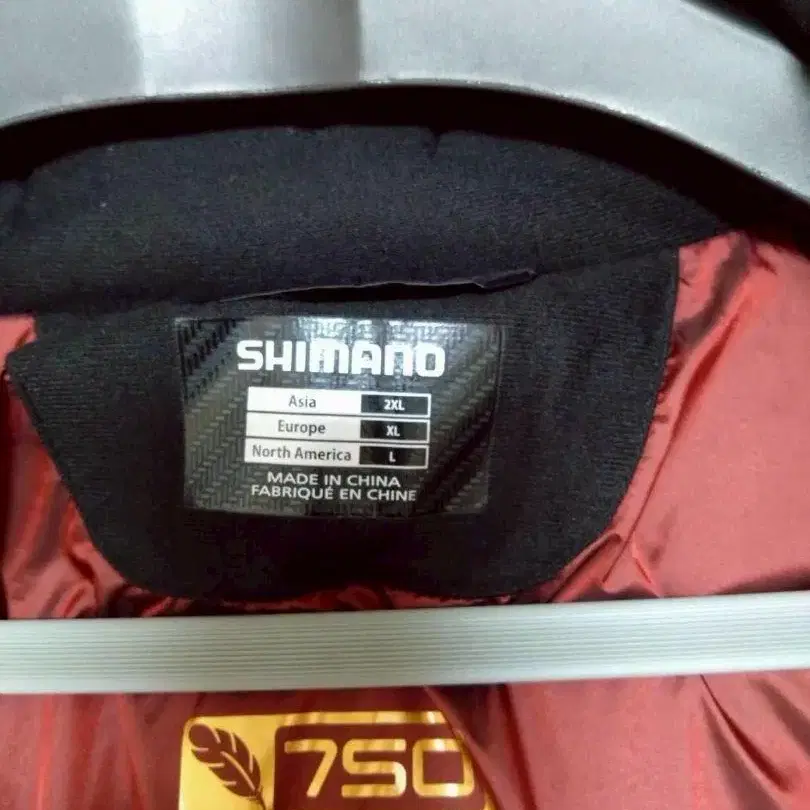 SHIMANO
Asia 2XL
Europe XL
North America L
MADE IN CHINA
FABRIQUÉ EN CHINE
750